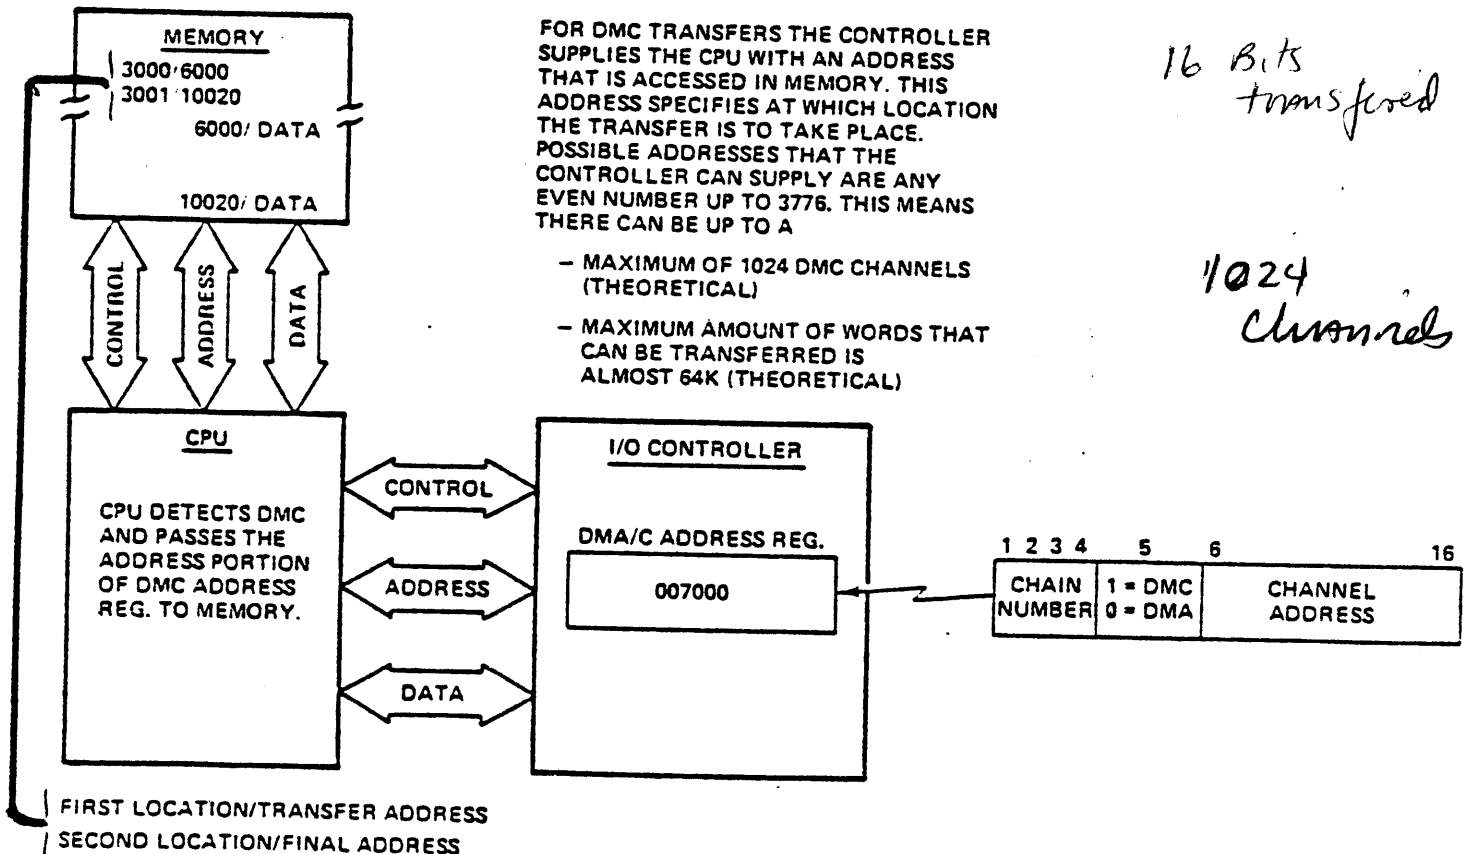 MEMORY
3000/6000
3001/10020
6000/ DATA
10020/ DATA
FOR DMC TRANSFERS THE CONTROLLER
SUPPLIES THE CPU WITH AN ADDRESS
THAT IS ACCESSED IN MEMORY. THIS
ADDRESS SPECIFIES AT WHICH LOCATION
THE TRANSFER IS TO TAKE PLACE.
POSSIBLE ADDRESSES THAT THE
CONTROLLER CAN SUPPLY ARE ANY
EVEN NUMBER UP TO 3776. THIS MEANS
THERE CAN BE UP TO A
– MAXIMUM OF 1024 DMC CHANNELS
(THEORETICAL)
– MAXIMUM AMOUNT OF WORDS THAT
CAN BE TRANSFERRED IS
ALMOST 64K (THEORETICAL)
16 Bits
transfered
1024
Channels
CONTROL
ADDRESS
DATA
CPU
CPU DETECTS DMC
AND PASSES THE
ADDRESS PORTION
OF DMC ADDRESS
REG. TO MEMORY.
CONTROL
ADDRESS
DATA
I/O CONTROLLER
DMA/C ADDRESS REG.
007000
1 2 3 4 5 6 16
CHAIN
NUMBER
1 = DMC
0 = DMA
CHANNEL
ADDRESS
FIRST LOCATION/TRANSFER ADDRESS
SECOND LOCATION/FINAL ADDRESS